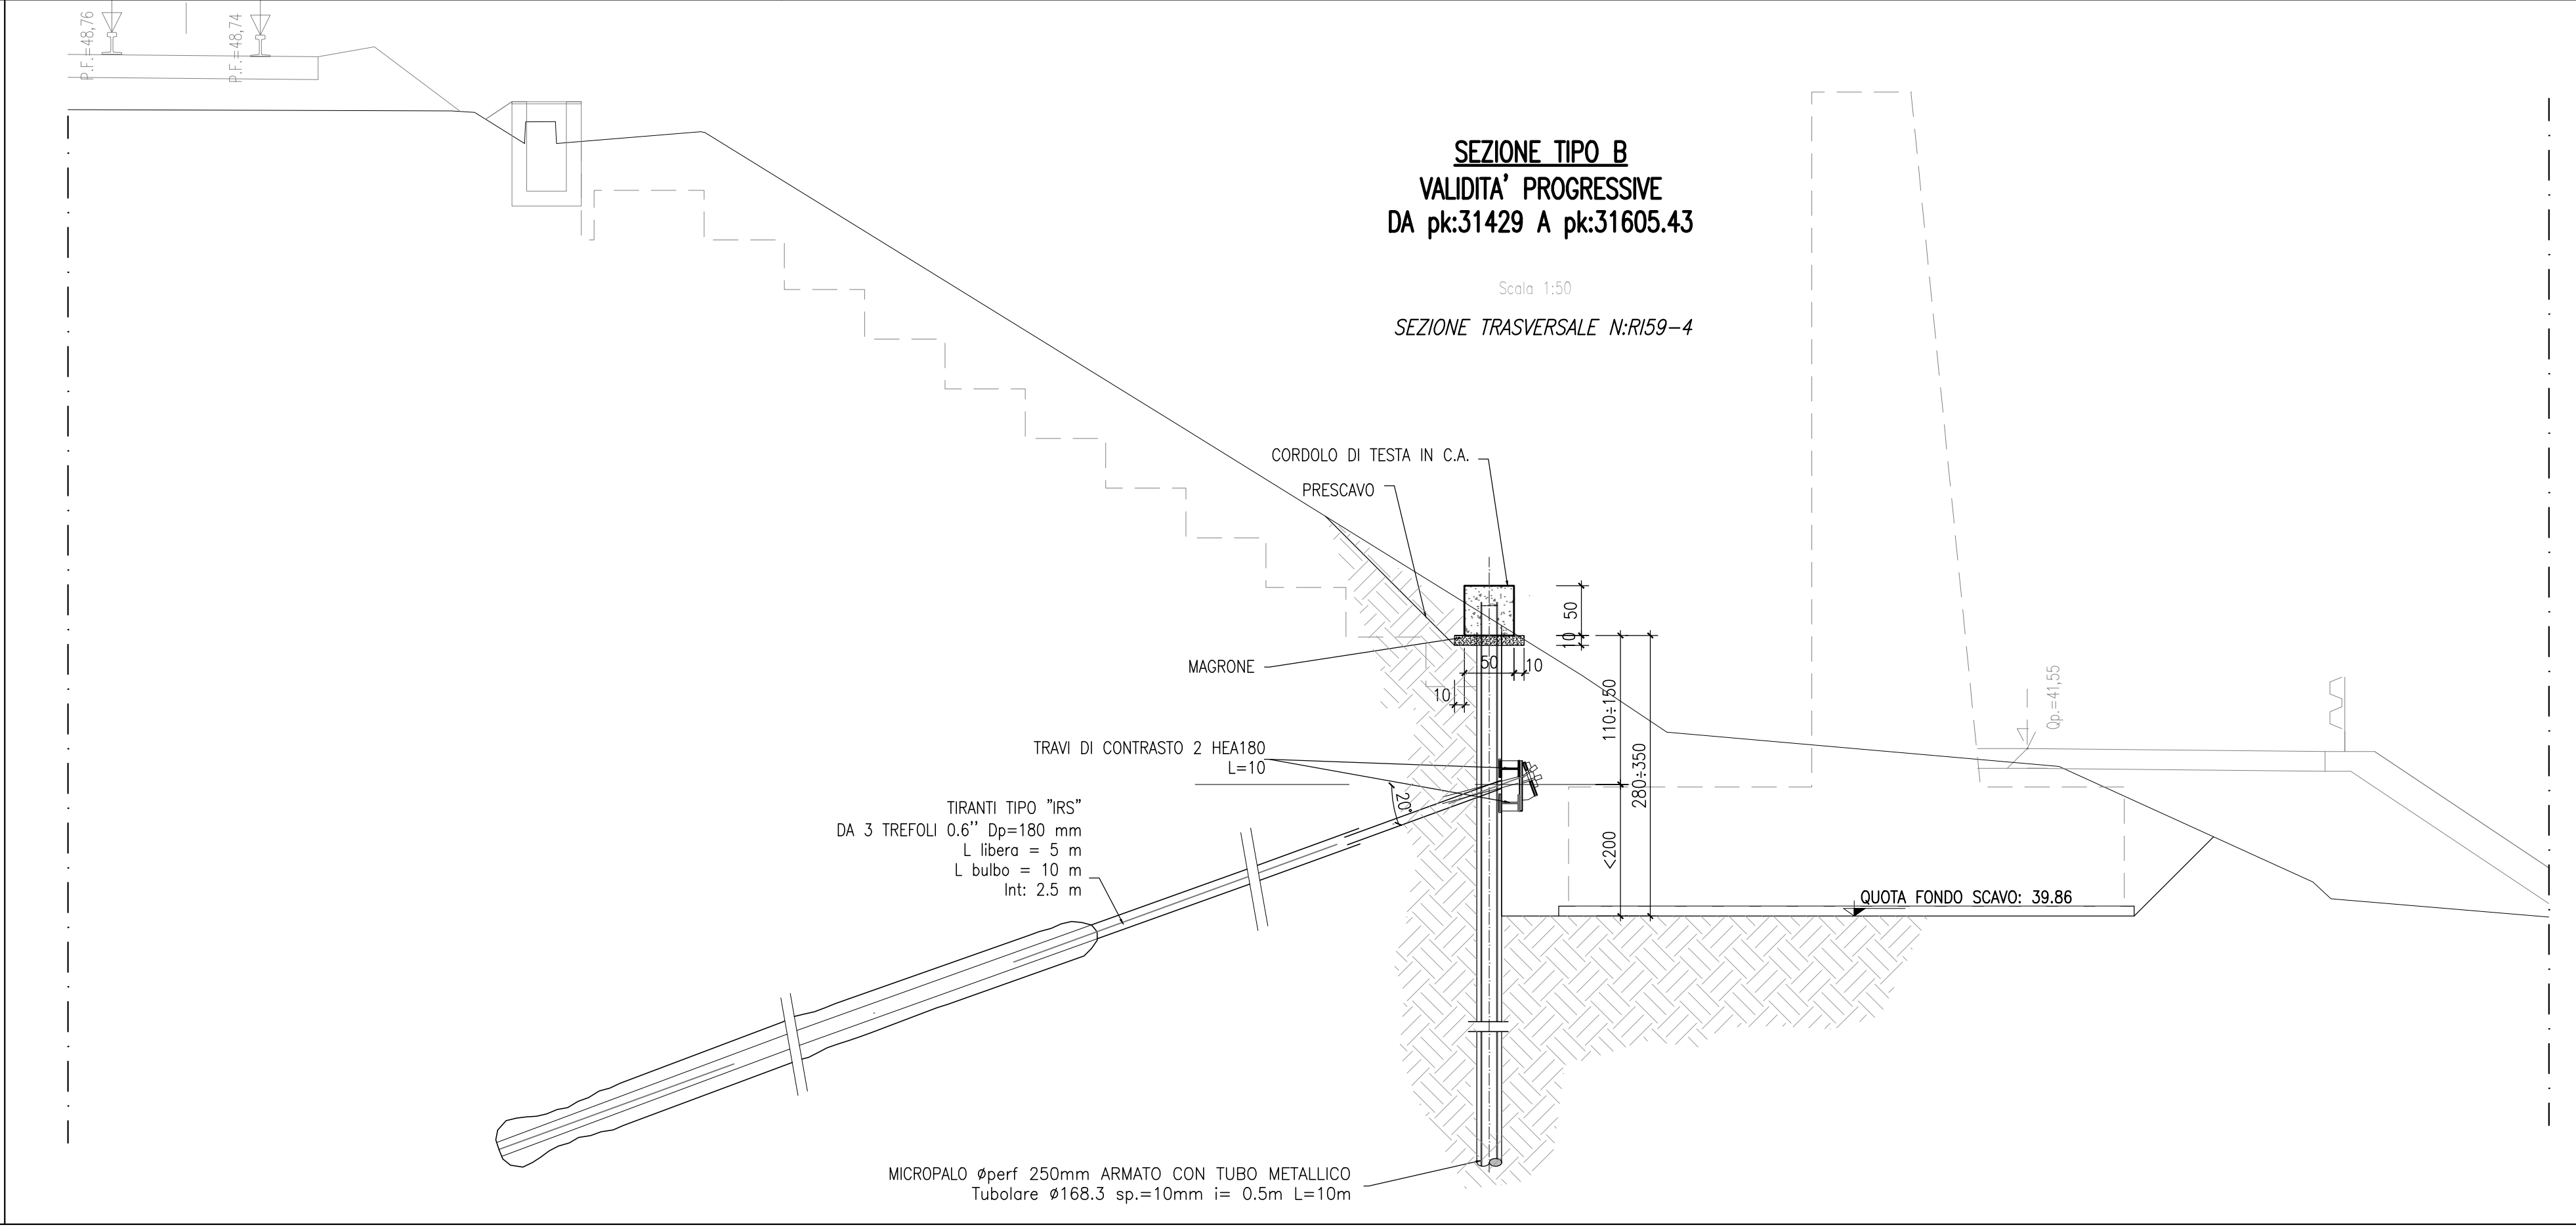 P.F.=48,76
P.F.=48,74
SEZIONE TIPO B
VALIDITA' PROGRESSIVE
DA pk:31429 A pk:31605.43
Scala 1:50
SEZIONE TRASVERSALE N:RI59-4
CORDOLO DI TESTA IN C.A.
PRESCAVO
MAGRONE
50
10
50
10
10
110÷150
280÷350
<200
Qp.=41,55
TRAVI DI CONTRASTO 2 HEA180
L=10
20°
TIRANTI TIPO "IRS"
DA 3 TREFOLI 0.6'' Dp=180 mm
L libera = 5 m
L bulbo = 10 m
Int: 2.5 m
QUOTA FONDO SCAVO: 39.86
MICROPALO øperf 250mm ARMATO CON TUBO METALLICO
Tubolare ø168.3 sp.=10mm i= 0.5m L=10m